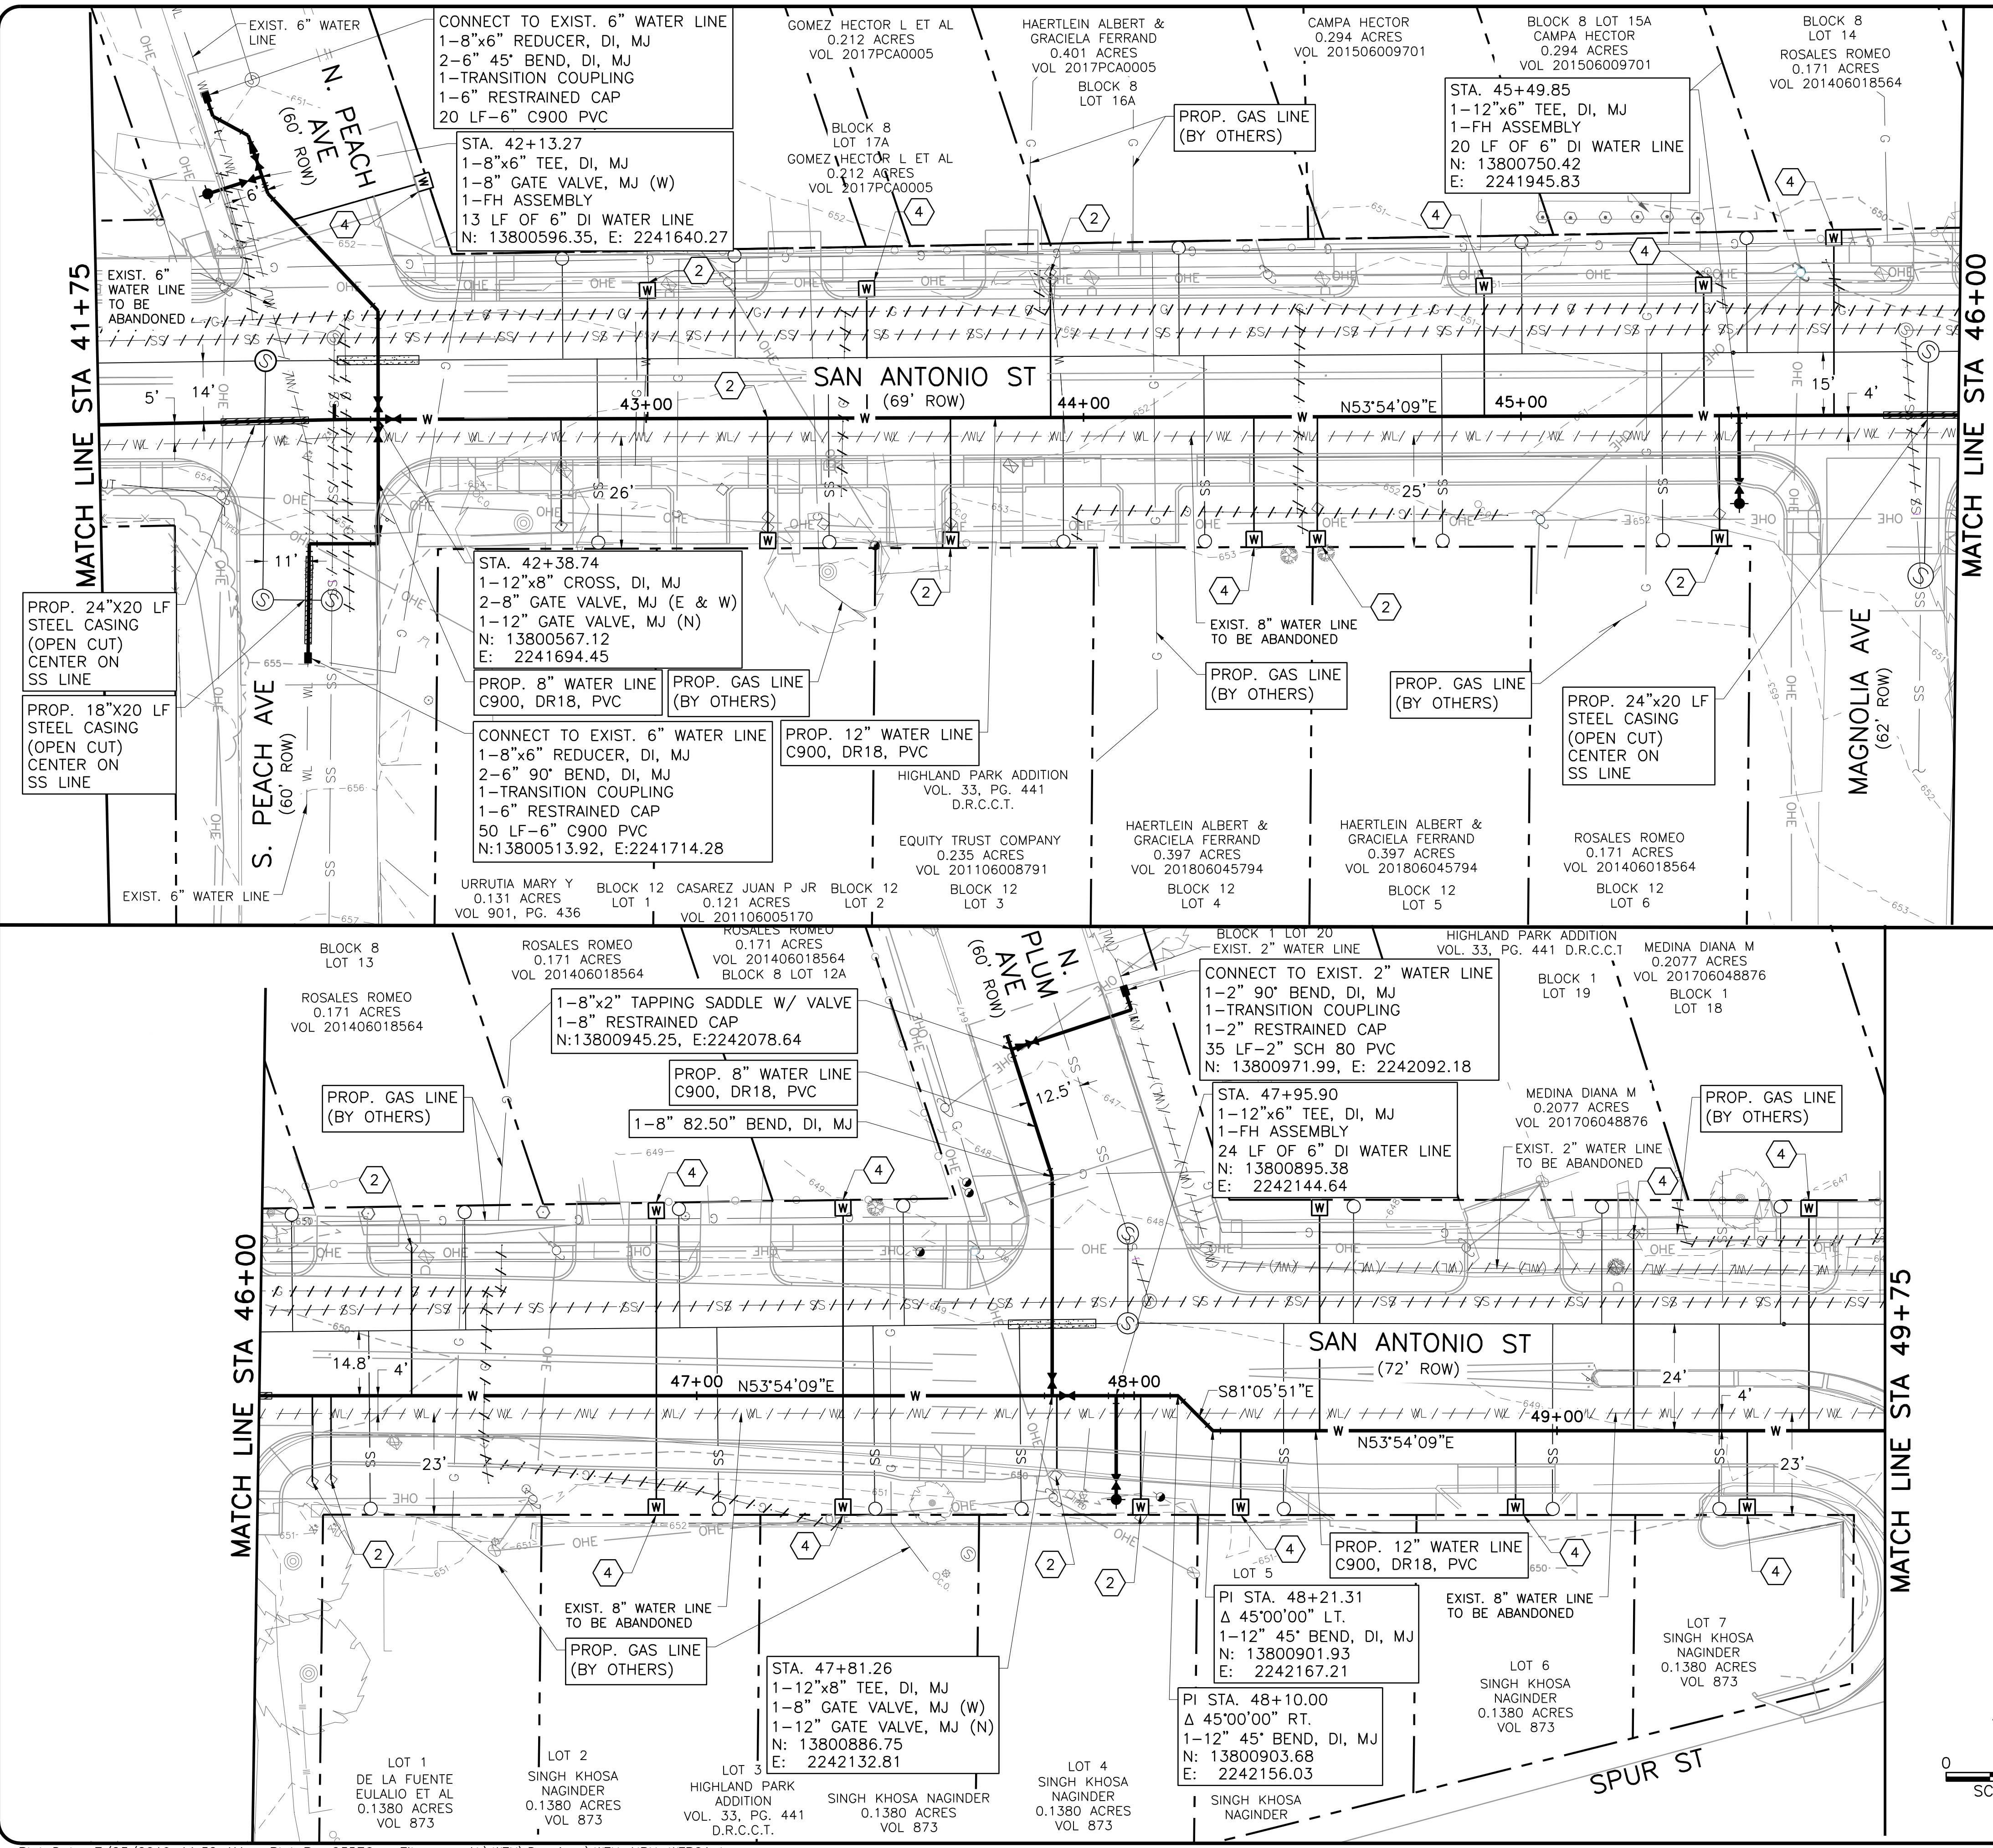 EXIST. 6” WATER
LINE
N. PEACH
AVE
(60' ROW)
CONNECT TO EXIST. 6” WATER LINE
1–8”x6” REDUCER, DI, MJ
2–6” 45° BEND, DI, MJ
1–TRANSITION COUPLING
1–6” RESTRAINED CAP
20 LF–6” C900 PVC
STA. 42+13.27
1–8”x6” TEE, DI, MJ
1–8” GATE VALVE, MJ (W)
1–FH ASSEMBLY
13 LF OF 6” DI WATER LINE
N: 13800596.35, E: 2241640.27
GOMEZ HECTOR L ET AL
0.212 ACRES
VOL 2017PCA0005
BLOCK 8
LOT 17A
GOMEZ HECTOR L ET AL
0.212 ACRES
VOL 2017PCA0005
HAERTLEIN ALBERT &
GRACIELA FERRAND
0.401 ACRES
VOL 2017PCA0005
BLOCK 8
LOT 16A
PROP. GAS LINE
(BY OTHERS)
CAMPA HECTOR
0.294 ACRES
VOL 201506009701
BLOCK 8 LOT 15A
CAMPA HECTOR
0.294 ACRES
VOL 201506009701
STA. 45+49.85
1–12”x6” TEE, DI, MJ
1–FH ASSEMBLY
20 LF OF 6” DI WATER LINE
N: 13800750.42
E: 2241945.83
BLOCK 8
LOT 14
ROSALES ROMEO
0.171 ACRES
VOL 201406018564
MATCH LINE STA 41+75
EXIST. 6”
WATER LINE
TO BE
ABANDONED
6'
5'
14'
11'
43+00
SAN ANTONIO ST
(69' ROW)
44+00
N53°54'09”E
45+00
15'
4'
26'
25'
MATCH LINE STA 46+00
PROP. 24”X20 LF
STEEL CASING
(OPEN CUT)
CENTER ON
SS LINE
PROP. 18”X20 LF
STEEL CASING
(OPEN CUT)
CENTER ON
SS LINE
S. PEACH AVE
(60' ROW)
EXIST. 6” WATER LINE
STA. 42+38.74
1–12”x8” CROSS, DI, MJ
2–8” GATE VALVE, MJ (E & W)
1–12” GATE VALVE, MJ (N)
N: 13800567.12
E: 2241694.45
PROP. 8” WATER LINE
C900, DR18, PVC
PROP. GAS LINE
(BY OTHERS)
CONNECT TO EXIST. 6” WATER LINE
1–8”x6” REDUCER, DI, MJ
2–6” 90° BEND, DI, MJ
1–TRANSITION COUPLING
1–6” RESTRAINED CAP
50 LF–6” C900 PVC
N:13800513.92, E:2241714.28
PROP. 12” WATER LINE
C900, DR18, PVC
EXIST. 8” WATER LINE
TO BE ABANDONED
PROP. GAS LINE
(BY OTHERS)
PROP. GAS LINE
(BY OTHERS)
PROP. 24”x20 LF
STEEL CASING
(OPEN CUT)
CENTER ON
SS LINE
MAGNOLIA AVE
(62' ROW)
HIGHLAND PARK ADDITION
VOL. 33, PG. 441
D.R.C.C.T.
URRUTIA MARY Y
0.131 ACRES
VOL 901, PG. 436
BLOCK 12
LOT 1
CASAREZ JUAN P JR
0.121 ACRES
VOL 201106005170
BLOCK 12
LOT 2
EQUITY TRUST COMPANY
0.235 ACRES
VOL 201106008791
BLOCK 12
LOT 3
HAERTLEIN ALBERT &
GRACIELA FERRAND
0.397 ACRES
VOL 201806045794
BLOCK 12
LOT 4
HAERTLEIN ALBERT &
GRACIELA FERRAND
0.397 ACRES
VOL 201806045794
BLOCK 12
LOT 5
ROSALES ROMEO
0.171 ACRES
VOL 201406018564
BLOCK 12
LOT 6
BLOCK 8
LOT 13
ROSALES ROMEO
0.171 ACRES
VOL 201406018564
ROSALES ROMEO
0.171 ACRES
VOL 201406018564
ROSALES ROMEO
0.171 ACRES
VOL 201406018564
BLOCK 8 LOT 12A
1–8”x2” TAPPING SADDLE W/ VALVE
1–8” RESTRAINED CAP
N:13800945.25, E:2242078.64
PROP. 8” WATER LINE
C900, DR18, PVC
1–8” 82.50° BEND, DI, MJ
PROP. GAS LINE
(BY OTHERS)
N. PLUM
AVE
(60' ROW)
12.5'
BLOCK 1 LOT 20
EXIST. 2” WATER LINE
CONNECT TO EXIST. 2” WATER LINE
1–2” 90° BEND, DI, MJ
1–TRANSITION COUPLING
1–2” RESTRAINED CAP
35 LF–2” SCH 80 PVC
N: 13800971.99, E: 2242092.18
STA. 47+95.90
1–12”x6” TEE, DI, MJ
1–FH ASSEMBLY
24 LF OF 6” DI WATER LINE
N: 13800895.38
E: 2242144.64
HIGHLAND PARK ADDITION
VOL. 33, PG. 441 D.R.C.C.T
BLOCK 1
LOT 19
MEDINA DIANA M
0.2077 ACRES
VOL 201706048876
BLOCK 1
LOT 18
MEDINA DIANA M
0.2077 ACRES
VOL 201706048876
EXIST. 2” WATER LINE
TO BE ABANDONED
PROP. GAS LINE
(BY OTHERS)
MATCH LINE STA 46+00
14.8'
4'
23'
47+00
N53°54'09”E
48+00
S81°05'51”E
SAN ANTONIO ST
(72' ROW)
49+00
N53°54'09”E
24'
4'
23'
MATCH LINE STA 49+75
EXIST. 8” WATER LINE
TO BE ABANDONED
PROP. GAS LINE
(BY OTHERS)
STA. 47+81.26
1–12”x8” TEE, DI, MJ
1–8” GATE VALVE, MJ (W)
1–12” GATE VALVE, MJ (N)
N: 13800886.75
E: 2242132.81
PROP. 12” WATER LINE
C900, DR18, PVC
LOT 5
PI STA. 48+21.31
Δ 45°00'00” LT.
1–12” 45° BEND, DI, MJ
N: 13800901.93
E: 2242167.21
PI STA. 48+10.00
Δ 45°00'00” RT.
1–12” 45° BEND, DI, MJ
N: 13800903.68
E: 2242156.03
EXIST. 8” WATER LINE
TO BE ABANDONED
LOT 1
DE LA FUENTE
EULALIO ET AL
0.1380 ACRES
VOL 873
LOT 2
SINGH KHOSA
NAGINDER
0.1380 ACRES
VOL 873
LOT 3
HIGHLAND PARK
ADDITION
VOL. 33, PG. 441
D.R.C.C.T.
SINGH KHOSA NAGINDER
0.1380 ACRES
VOL 873
LOT 4
SINGH KHOSA
NAGINDER
0.1380 ACRES
VOL 873
SINGH KHOSA
NAGINDER
LOT 6
SINGH KHOSA
NAGINDER
0.1380 ACRES
VOL 873
LOT 7
SINGH KHOSA
NAGINDER
0.1380 ACRES
VOL 873
SPUR ST
0
SC